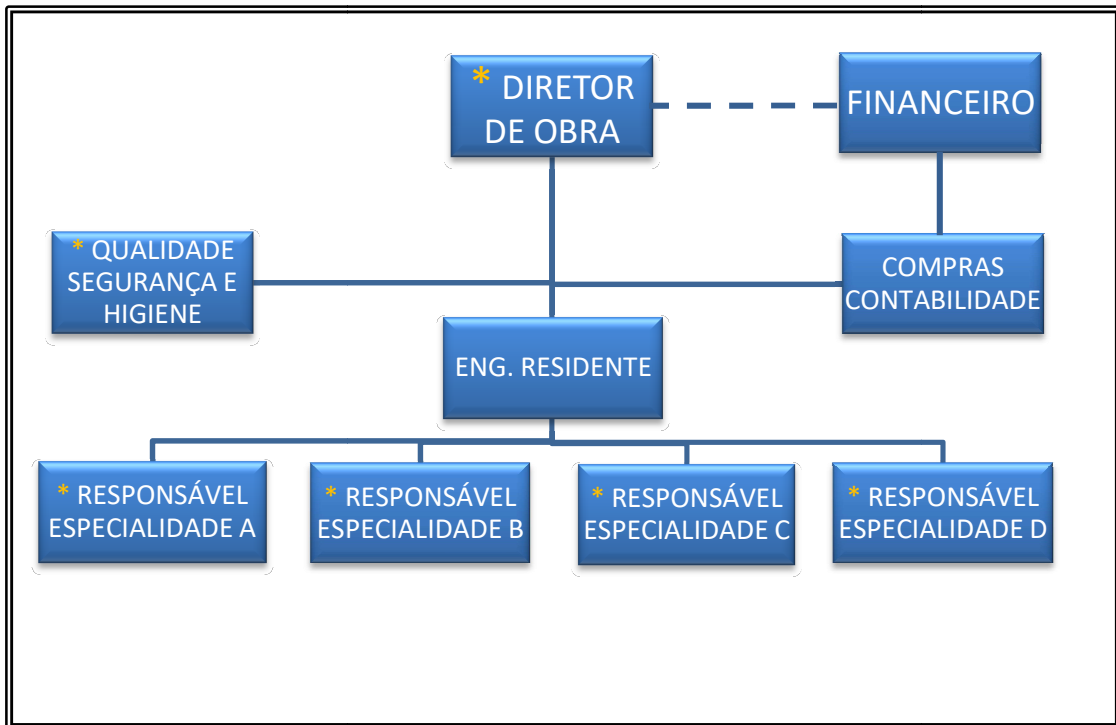 * DIRETOR
DE OBRA
FINANCEIRO
* QUALIDADE
SEGURANÇA E
HIGIENE
COMPRAS
CONTABILIDADE
ENG. RESIDENTE
* RESPONSÁVEL
ESPECIALIDADE A
* RESPONSÁVEL
ESPECIALIDADE B
* RESPONSÁVEL
ESPECIALIDADE C
* RESPONSÁVEL
ESPECIALIDADE D